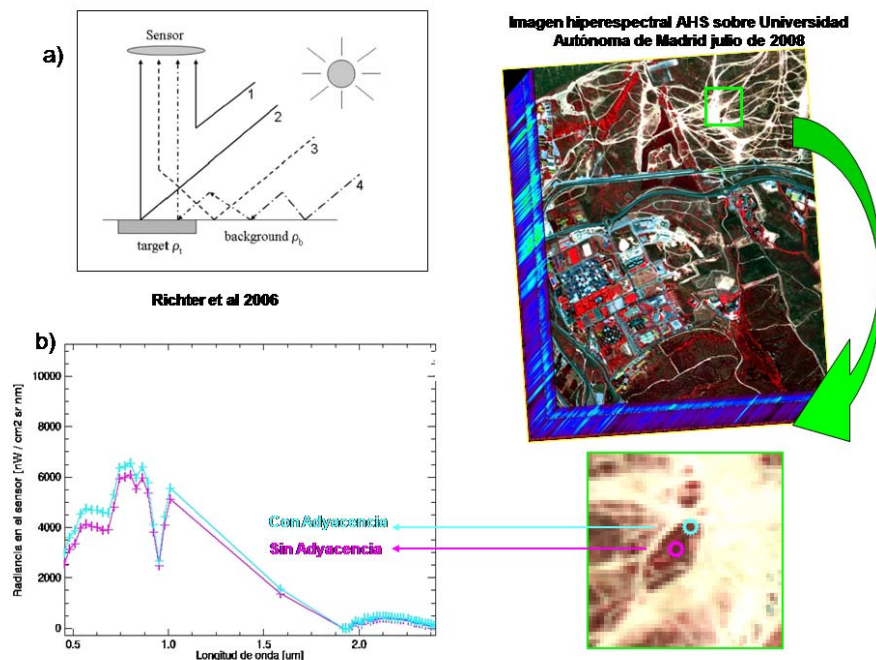 a)
Sensor
1
2
3
4
target ρt
background ρb
Richter et al 2006
Imagen hiperespectral AHS sobre Universidad
Autónoma de Madrid julio de 2008
b)
Radiancia en el sensor [nW / cm2 sr nm]
10000
8000
6000
4000
2000
0
0.5
1.0
1.5
2.0
Longitud de onda [um]
Con Adyacencia
Sin Adyacencia